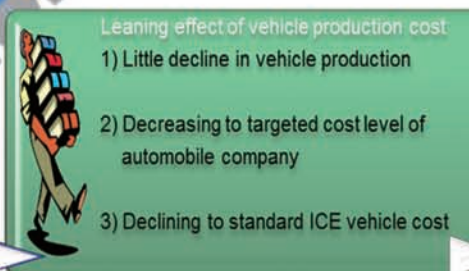 Leaning effect of vehicle production cost
1) Little decline in vehicle production
2) Decreasing to targeted cost level of
automobile company
3) Declining to standard ICE vehicle cost